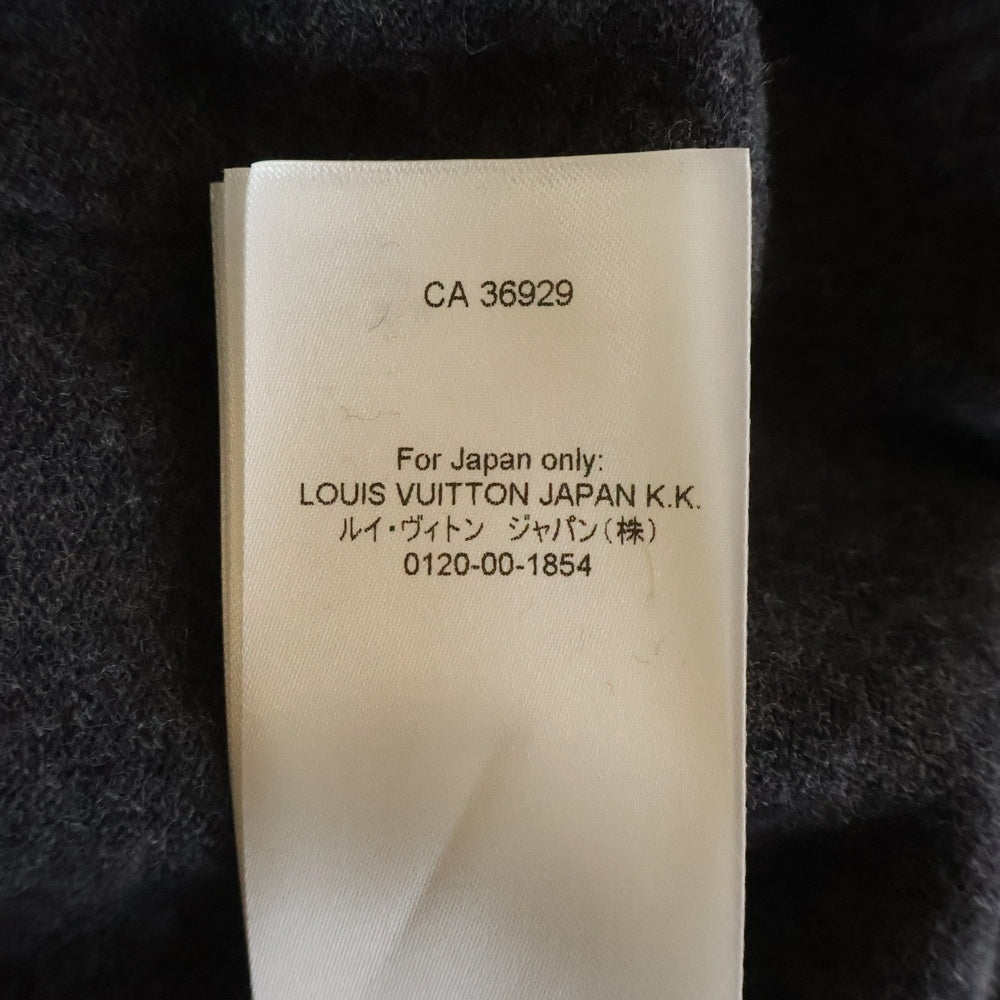 CA 36929
For Japan only:
LOUIS VUITTON JAPAN K.K.
ルイ・ヴィトン　ジャパン（株）
0120-00-1854